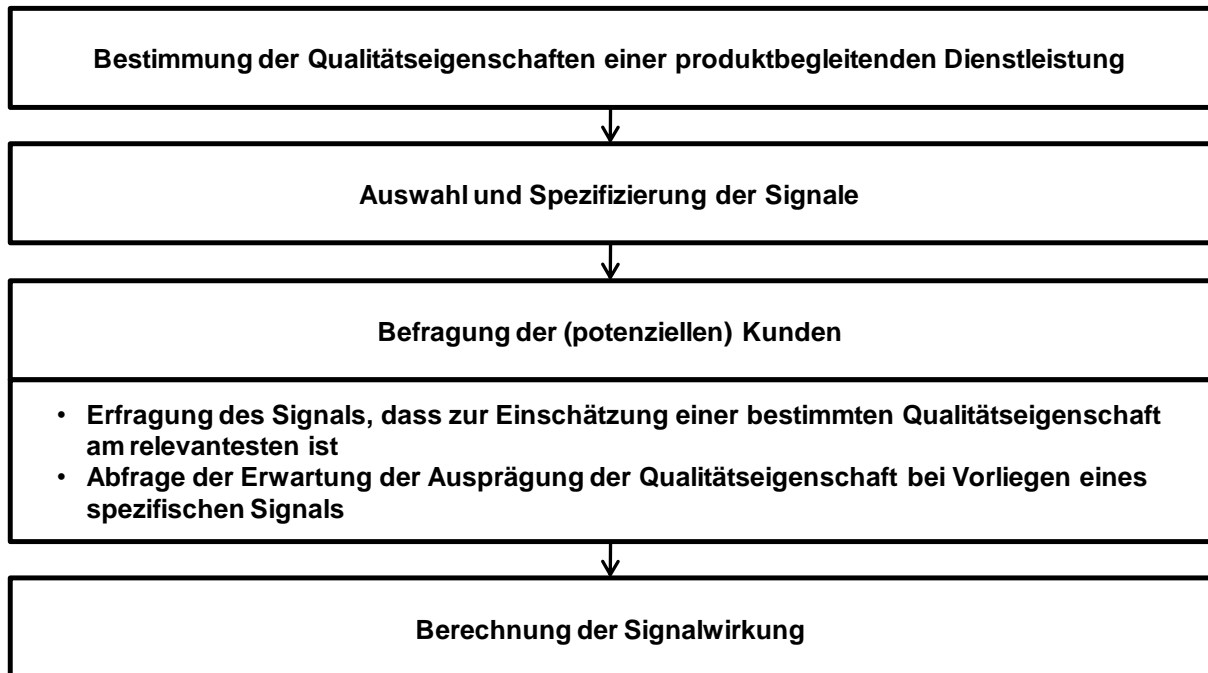 Bestimmung der Qualitätseigenschaften einer produktbegleitenden Dienstleistung
Auswahl und Spezifizierung der Signale
Befragung der (potenziellen) Kunden
• Erfragung des Signals, dass zur Einschätzung einer bestimmten Qualitätseigenschaft
am relevantesten ist
• Abfrage der Erwartung der Ausprägung der Qualitätseigenschaft bei Vorliegen eines
spezifischen Signals
Berechnung der Signalwirkung